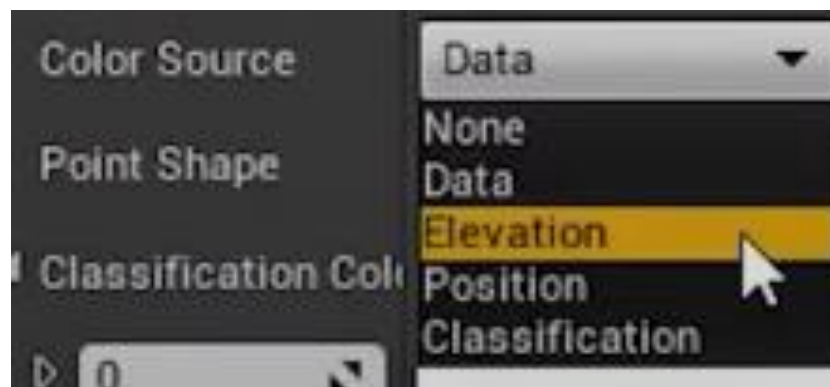 Color Source
Data
None
Point Shape
Data
Elevation
Classification Col
Position
Classification
0